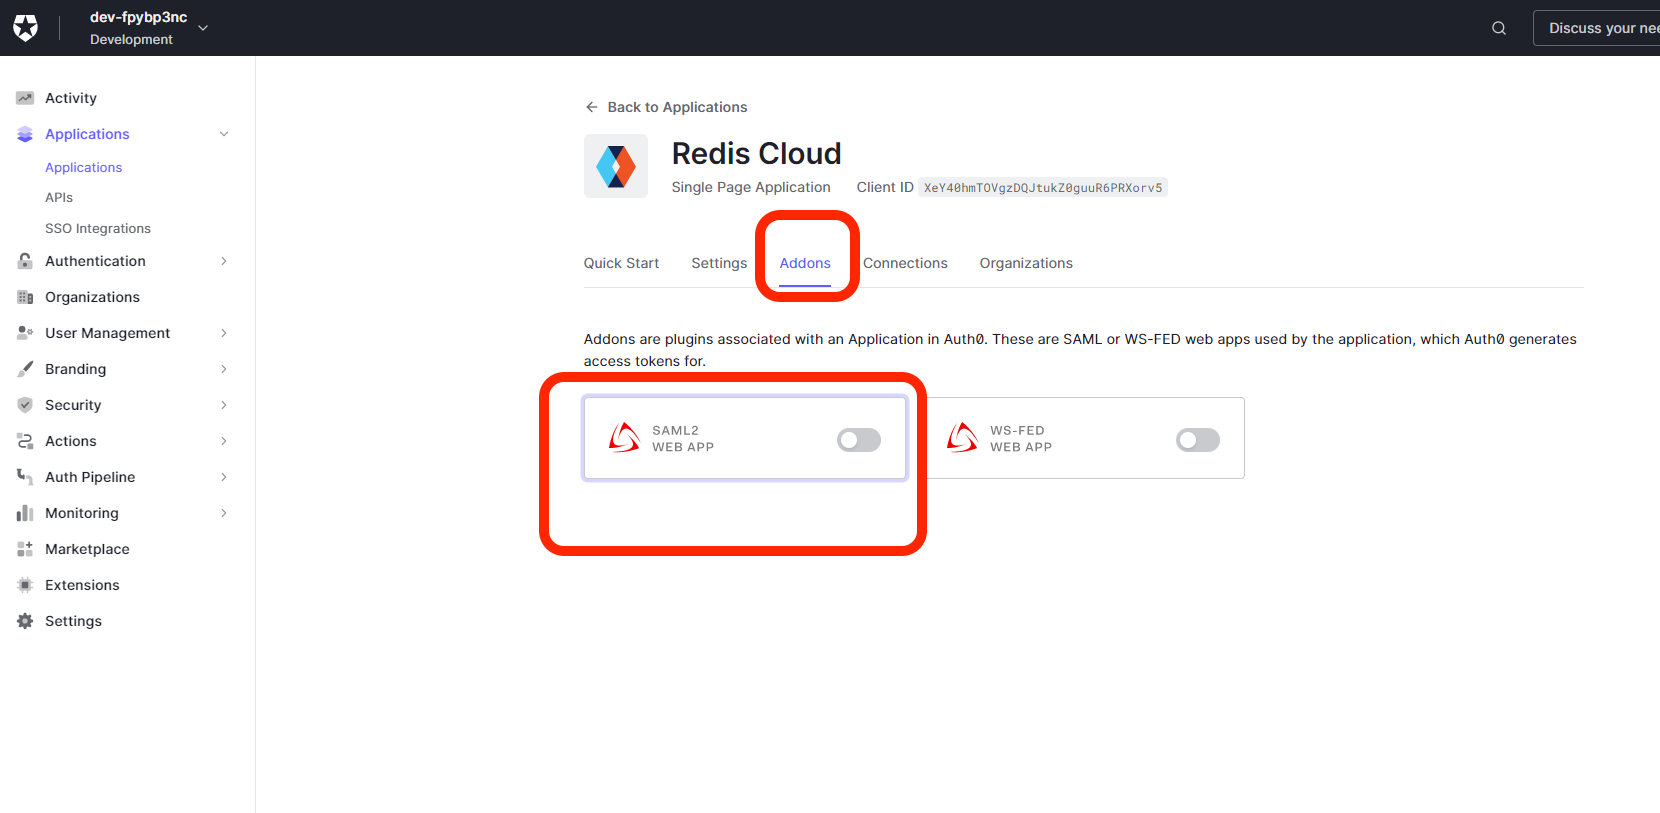 dev-fpybp3nc
Development
Discuss your nee
Activity
Applications
Applications
APIs
SSO Integrations
Authentication
Organizations
User Management
Branding
Security
Actions
Auth Pipeline
Monitoring
Marketplace
Extensions
Settings
Back to Applications
Redis Cloud
Single Page Application Client ID XeY40hmTOVgzDQJtukZ0guuR6PRXorv5
Quick Start Settings Addons Connections Organizations
Addons are plugins associated with an Application in Auth0. These are SAML or WS-FED web apps used by the application, which Auth0 generates
access tokens for.
SAML2
WEB APP
WS-FED
WEB APP